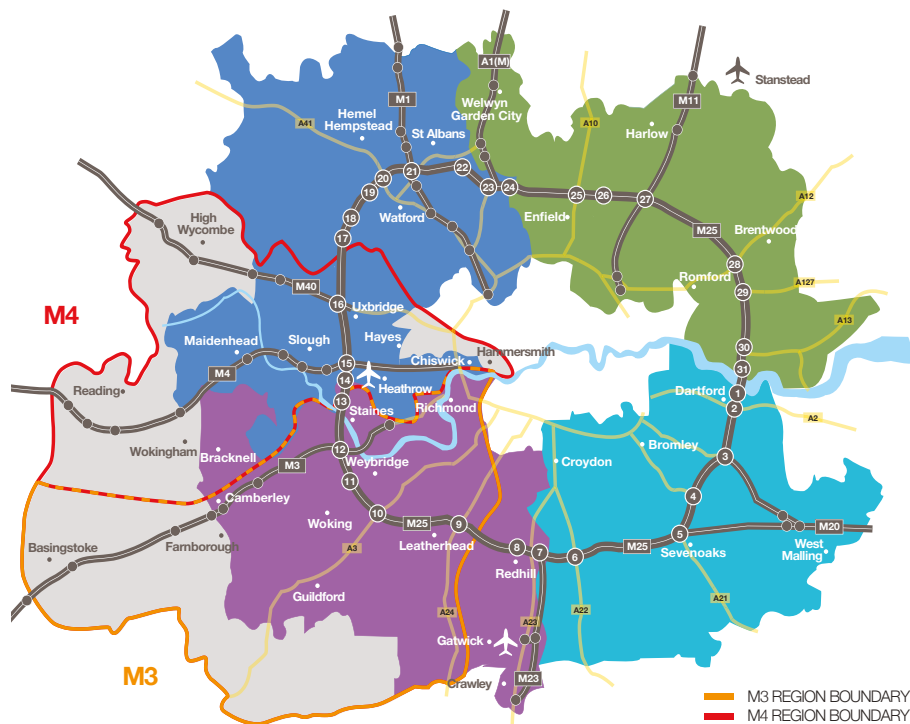 A1(M)
Stanstead
M1
Welwyn
Garden City
M11
Hemel
Hempstead
A41
St Albans
A10
Harlow
20
21
22
23
24
25
26
27
19
18
17
Watford
Enfield
A12
M25
Brentwood
High
Wycombe
28
M40
16
Uxbridge
Romford
29
A127
M4
Hayes
A13
Maidenhead
Slough
15
Chiswick
Hammersmith
30
31
M4
14
Heathrow
Reading
13
Staines
Richmond
Dartford
1
2
A2
Wokingham
Bracknell
12
Weybridge
Bromley
Croydon
3
M3
11
Camberley
4
Woking
10
M25
9
Leatherhead
Basingstoke
Farnborough
A3
8
7
6
M25
5
Sevenoaks
M20
West
Malling
Redhill
Guildford
A24
A23
A22
A21
Gatwick
M3
Crawley
M23
M3 REGION BOUNDARY
M4 REGION BOUNDARY